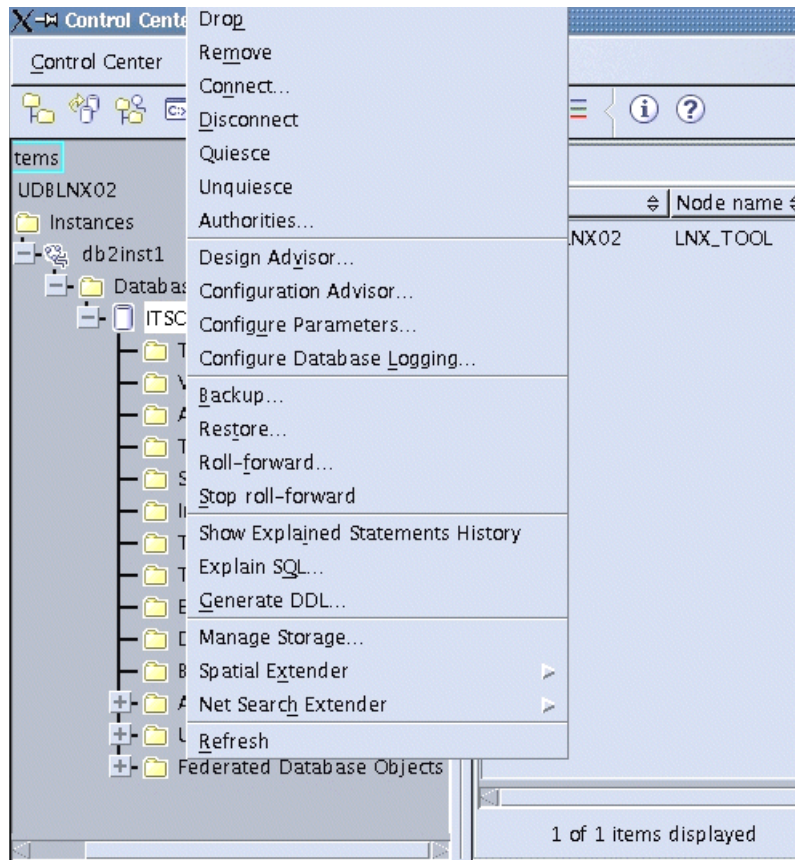 Control Cente
Control Center
tems
UDBLNX02
Instances
db2inst1
Databas
ITSC
Federated Database Objects
Drop
Remove
Connect...
Disconnect
Quiesce
Unquiesce
Authorities...
Design Advisor...
Configuration Advisor...
Configure Parameters...
Configure Database Logging...
Backup...
Restore...
Roll-forward...
Stop roll-forward
Show Explained Statements History
Explain SQL...
Generate DDL...
Manage Storage...
Spatial Extender
Net Search Extender
Refresh
Node name
NX02 LNX_TOOL
1 of 1 items displayed